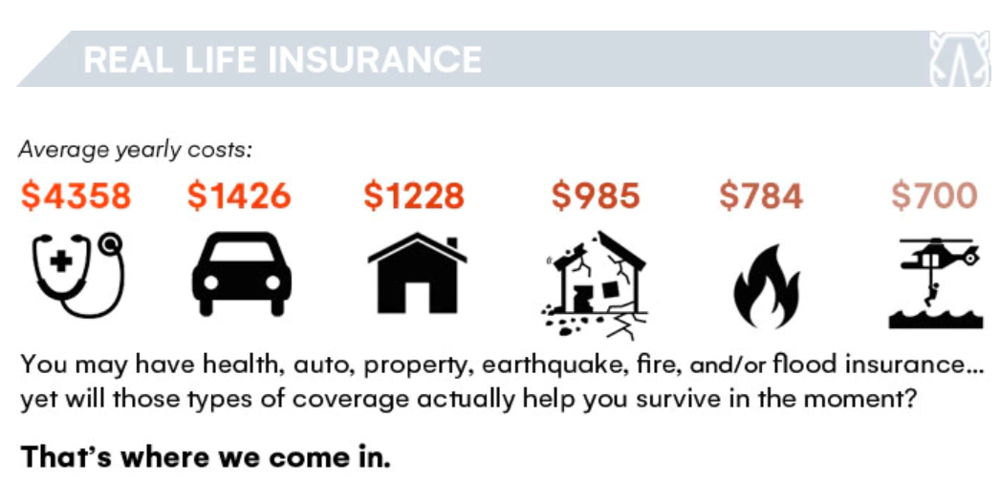 REAL LIFE INSURANCE
Average yearly costs:
$4358 $1426 $1228 $985 $784 $700
You may have health, auto, property, earthquake, fire, and/or flood insurance...
yet will those types of coverage actually help you survive in the moment?
That's where we come in.